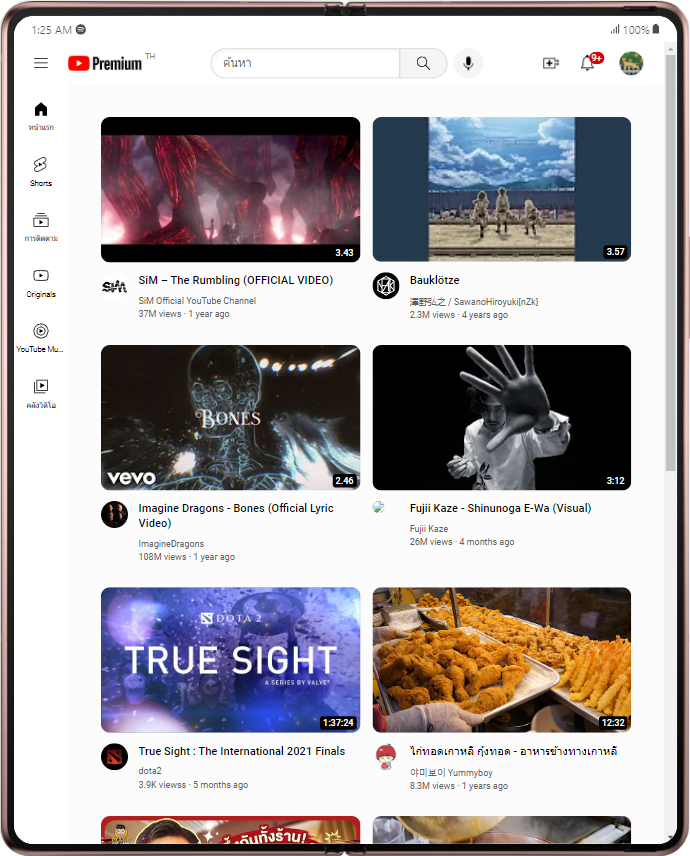 1:25 AM
100%
Premium TH
ค้นหา
9+
หน้าแรก
Shorts
การติดตาม
Originals
YouTube Mu...
คลังวิดีโอ
3.43
SiM
SiM – The Rumbling (OFFICIAL VIDEO)
SiM Official YouTube Channel
37M views · 1 year ago
3.57
Bauklötze
澤野弘之 / SawanoHiroyuki[nZk]
2.3M views · 4 years ago
BONES
vevo
2.46
Imagine Dragons - Bones (Official Lyric
Video)
ImagineDragons
108M views · 1 year ago
3:12
Fujii Kaze - Shinunoga E-Wa (Visual)
Fujii Kaze
26M views · 4 months ago
DOTA 2
TRUE SIGHT
A SERIES BY VALVE®
1:37:24
True Sight : The International 2021 Finals
dota2
3.9K viewss · 5 months ago
12:32
ไก่ทอดเกาหลี กุ้งทอด - อาหารข้างทางเกาหลี
야미보이 Yummyboy
8.3M views · 1 years ago